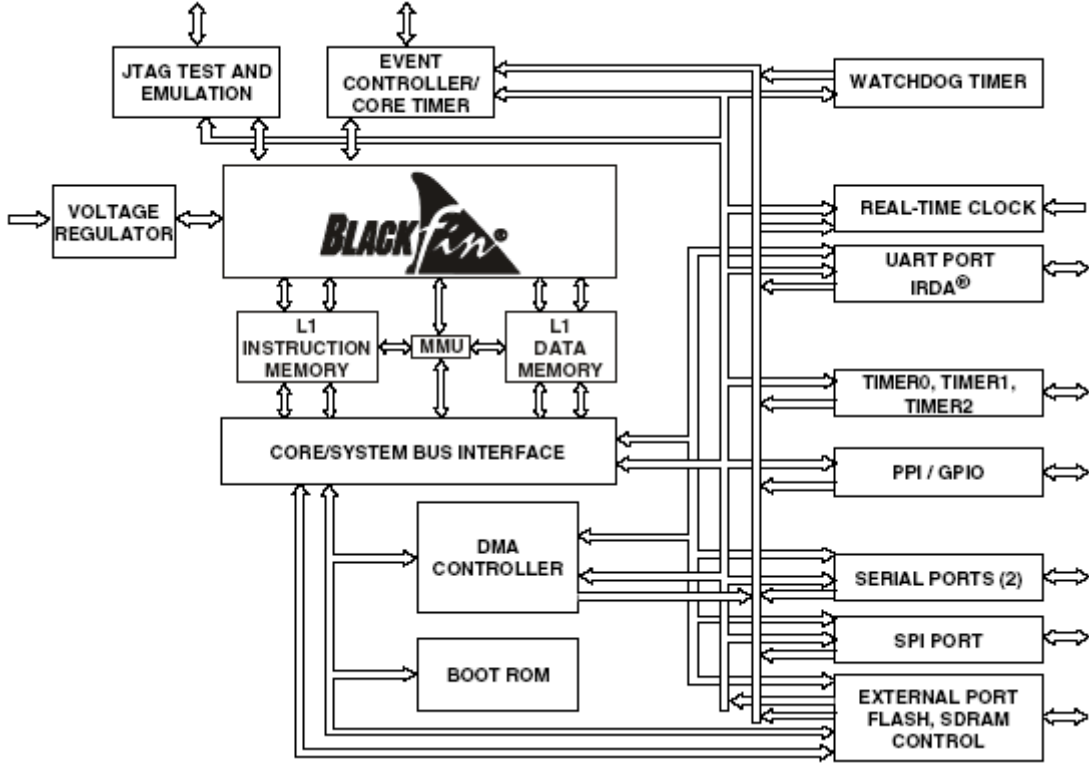 JTAG TEST AND
EMULATION
EVENT
CONTROLLER/
CORE TIMER
WATCHDOG TIMER
VOLTAGE
REGULATOR
BLACKfin®
REAL-TIME CLOCK
UART PORT
IRDA®
L1
INSTRUCTION
MEMORY
MMU
L1
DATA
MEMORY
TIMER0, TIMER1,
TIMER2
CORE/SYSTEM BUS INTERFACE
PPI / GPIO
DMA
CONTROLLER
SERIAL PORTS (2)
SPI PORT
BOOT ROM
EXTERNAL PORT
FLASH, SDRAM
CONTROL